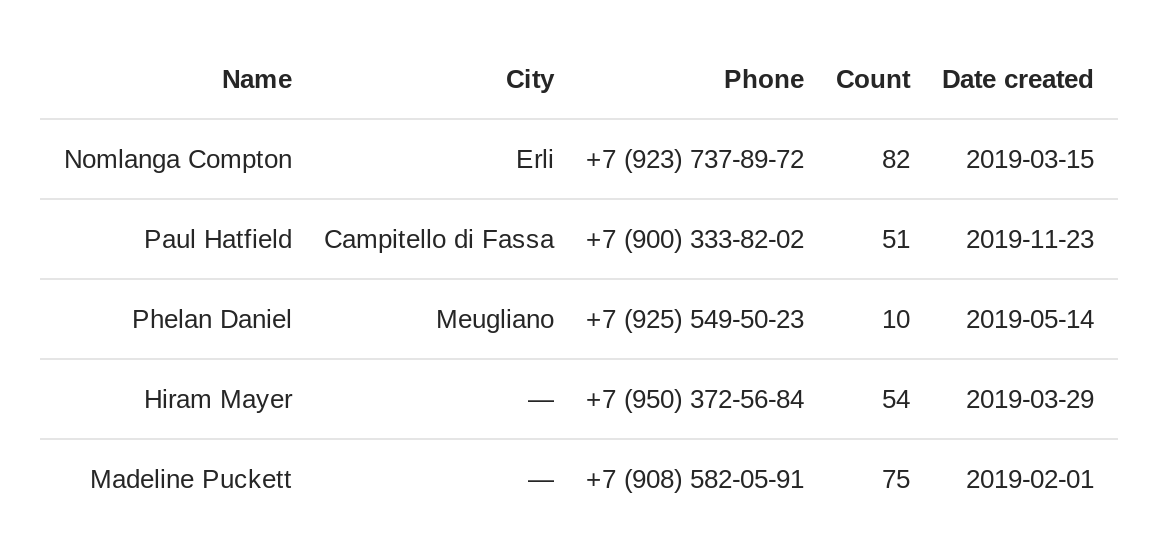 Name City Phone Count Date created
Nomlanga Compton Erli +7 (923) 737-89-72 82 2019-03-15
Paul Hatfield Campitello di Fassa +7 (900) 333-82-02 51 2019-11-23
Phelan Daniel Meugliano +7 (925) 549-50-23 10 2019-05-14
Hiram Mayer — +7 (950) 372-56-84 54 2019-03-29
Madeline Puckett — +7 (908) 582-05-91 75 2019-02-01